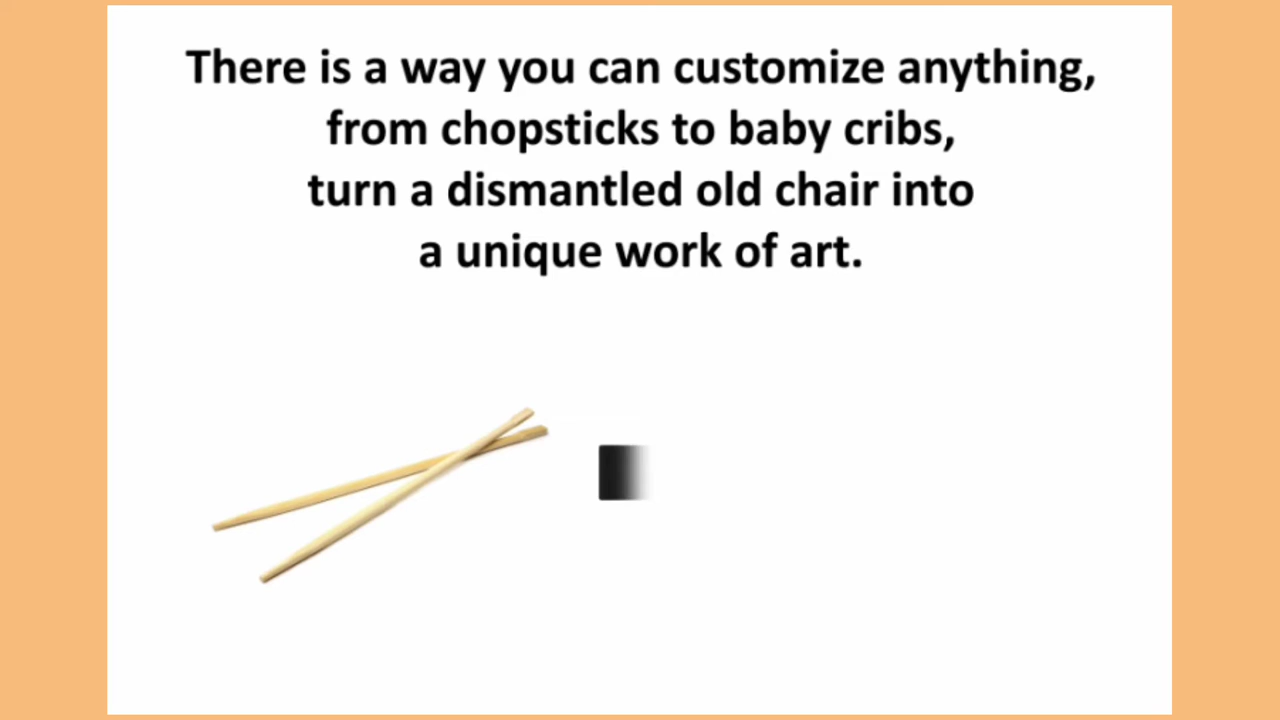 There is a way you can customize anything,
from chopsticks to baby cribs,
turn a dismantled old chair into
a unique work of art.